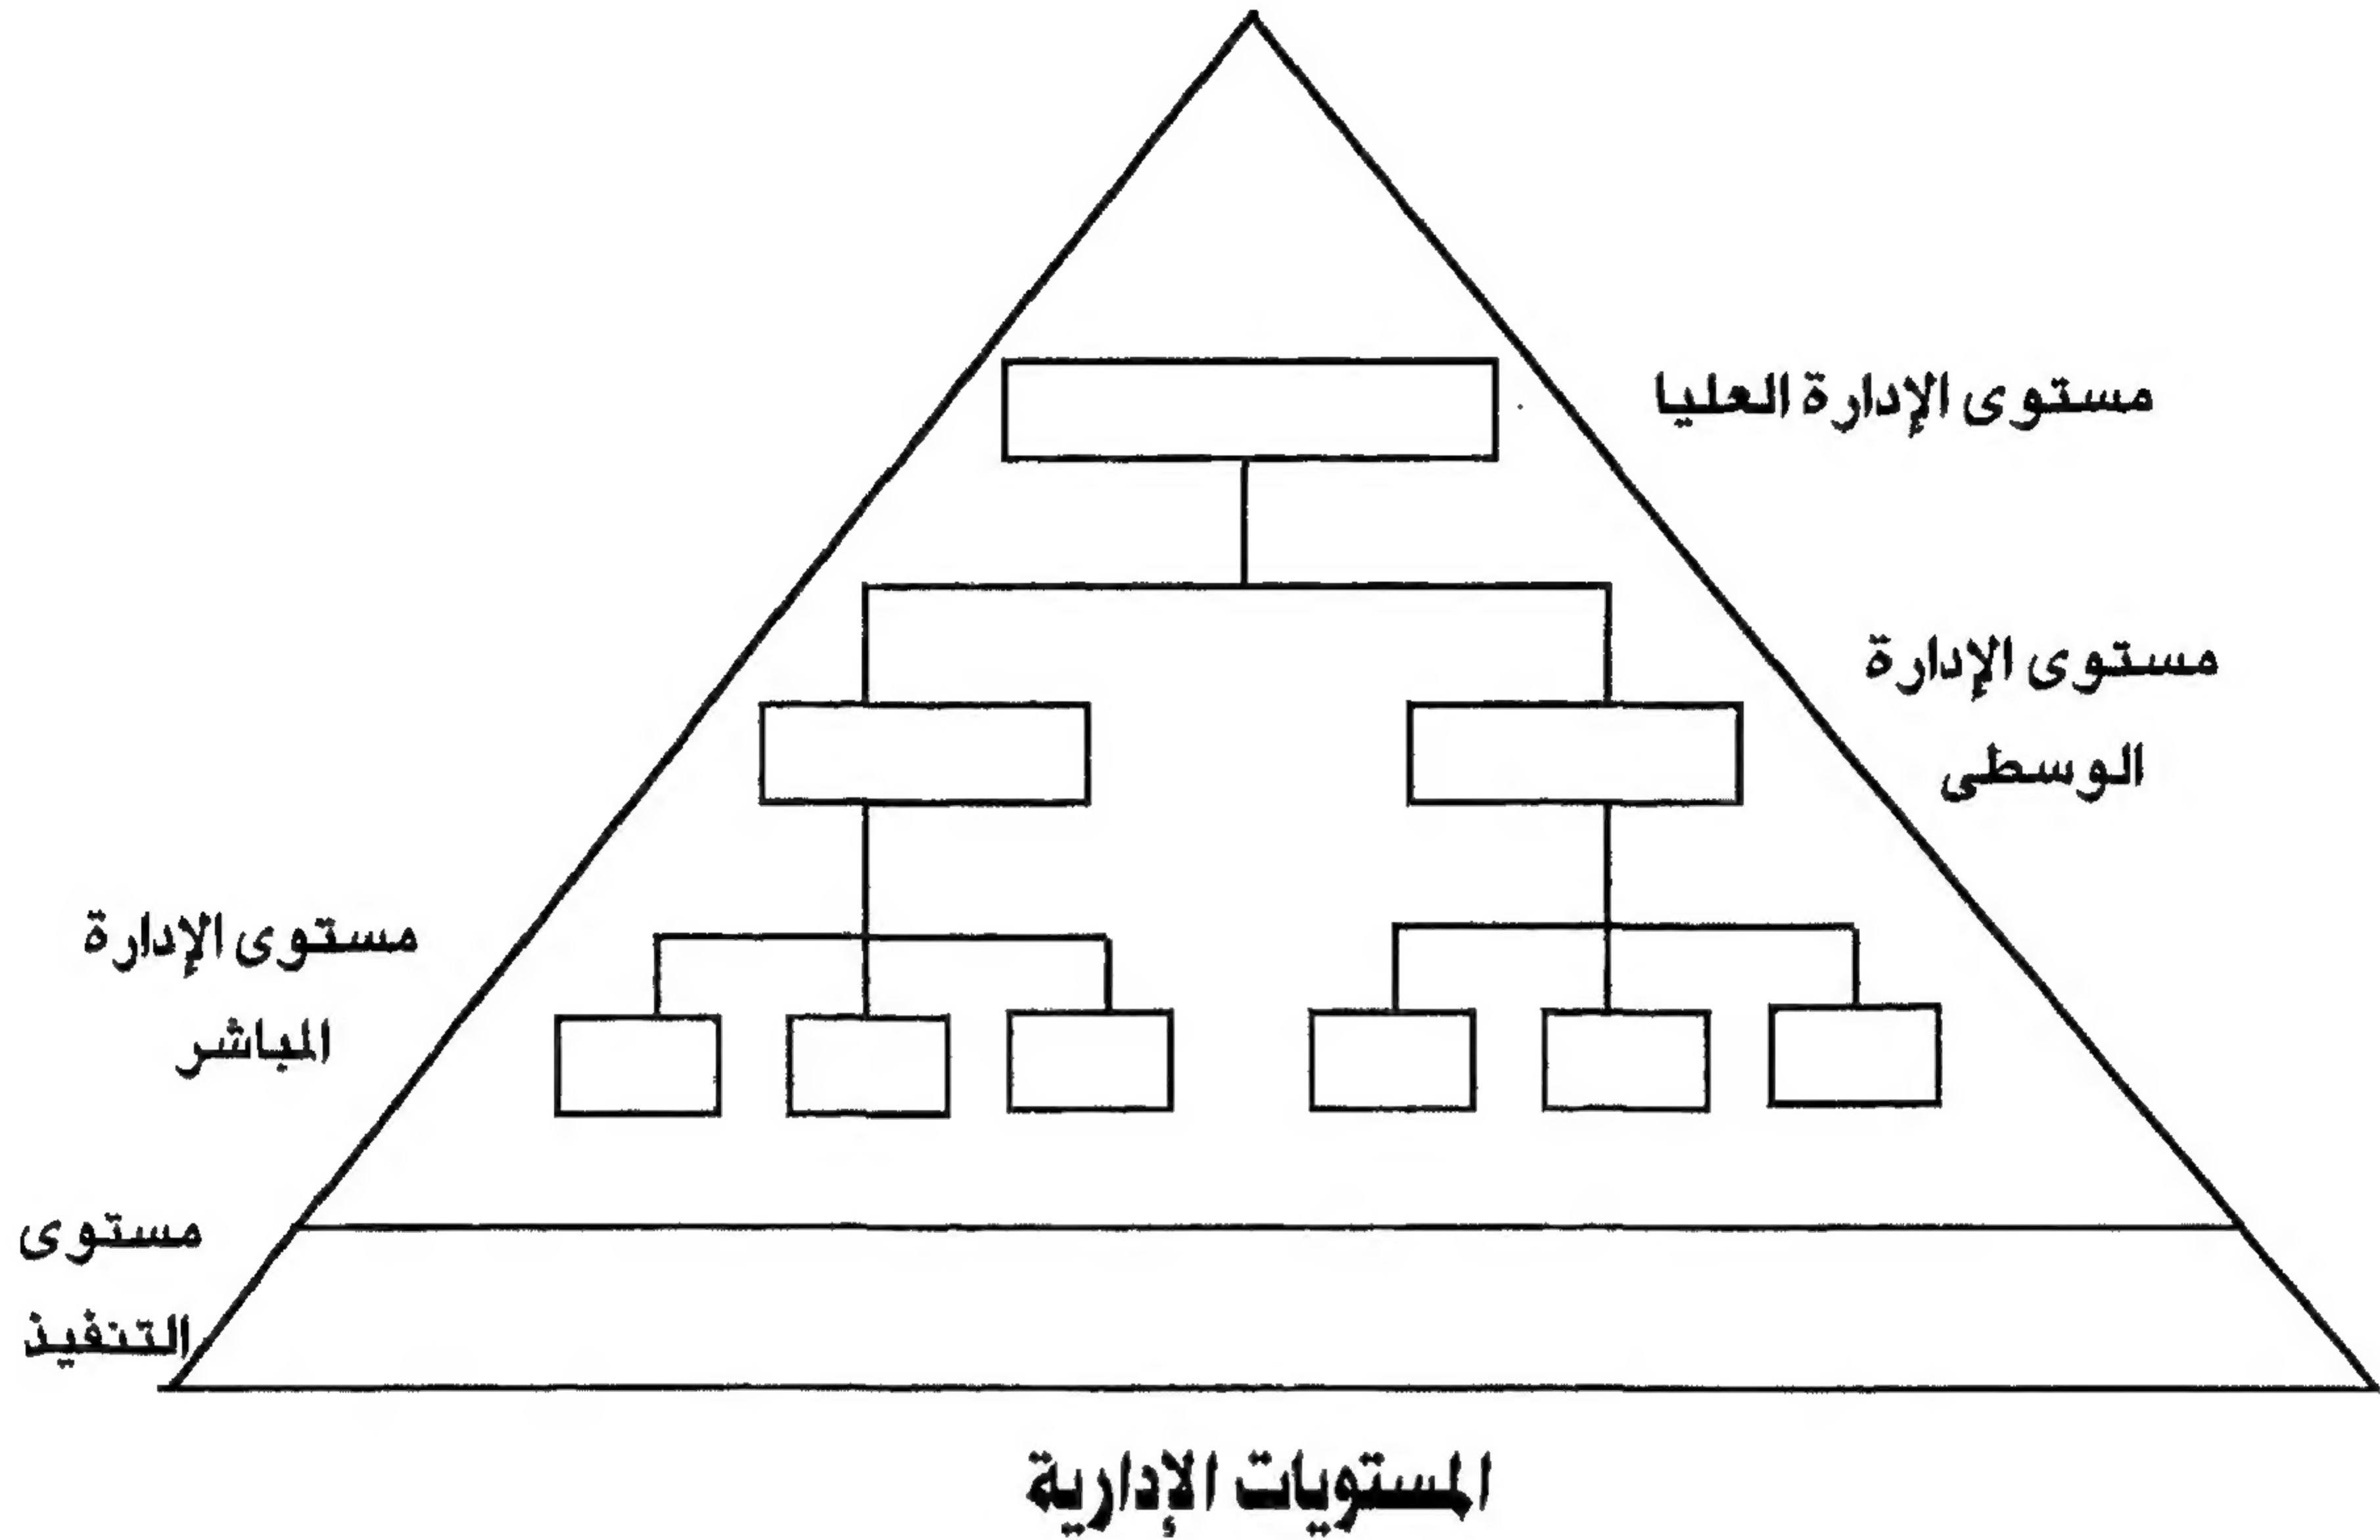 مستوى الإدارة العليا
مستوى الإدارة
الوسطى
مستوى الإدارة
المباشر
مستوى
التنفيذ
المستويات الإدارية